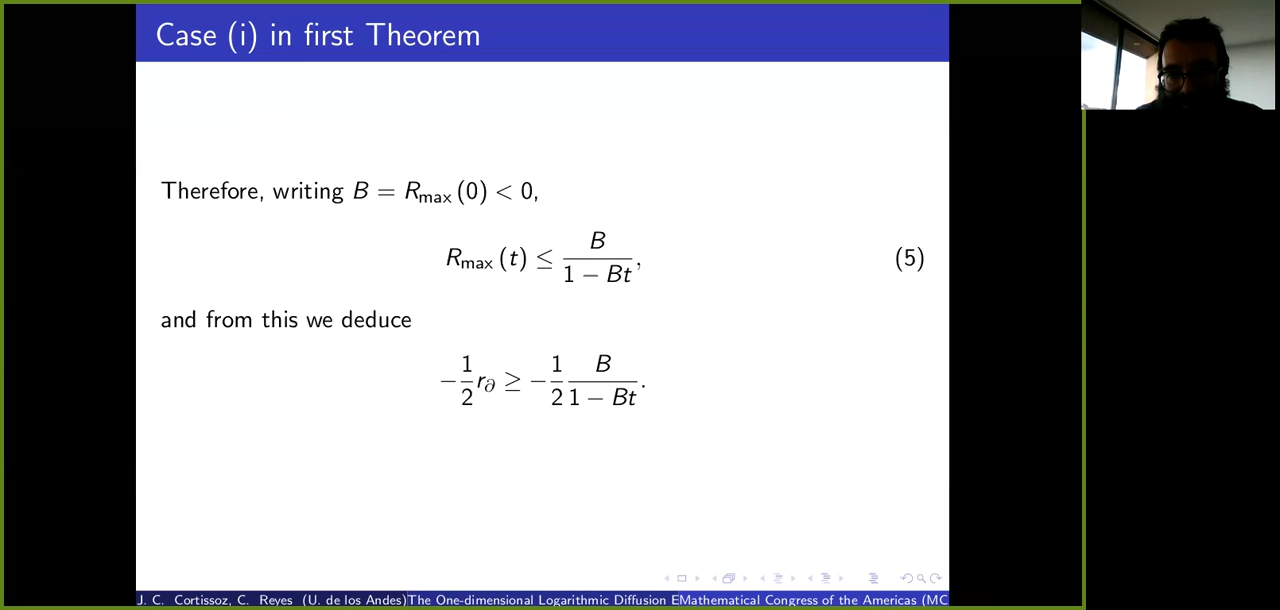 Case (i) in first Theorem
Therefore, writing B = R_max (0) < 0,
R_max (t) ≤ B / (1 − Bt), (5)
and from this we deduce
−1/2 r_∂ ≥ −1/2 B / (1 − Bt).
J. C. Cortissoz, C. Reyes (U. de los Andes)The One-dimensional Logarithmic Diffusion EMathematical Congress of the Americas (MC